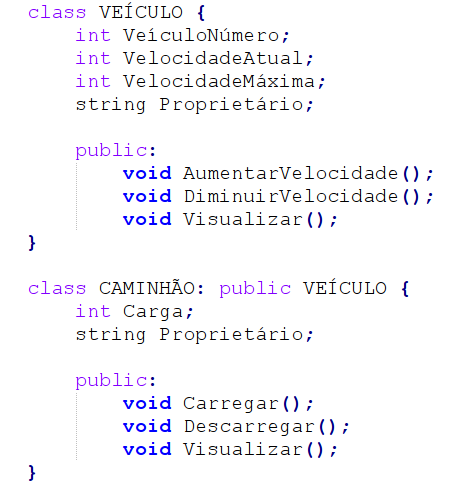 class VEÍCULO {
    int VeículoNúmero;
    int VelocidadeAtual;
    int VelocidadeMáxima;
    string Proprietário;

    public:
        void AumentarVelocidade();
        void DiminuirVelocidade();
        void Visualizar();
}

class CAMINHÃO: public VEÍCULO {
    int Carga;
    string Proprietário;

    public:
        void Carregar();
        void Descarregar();
        void Visualizar();
}